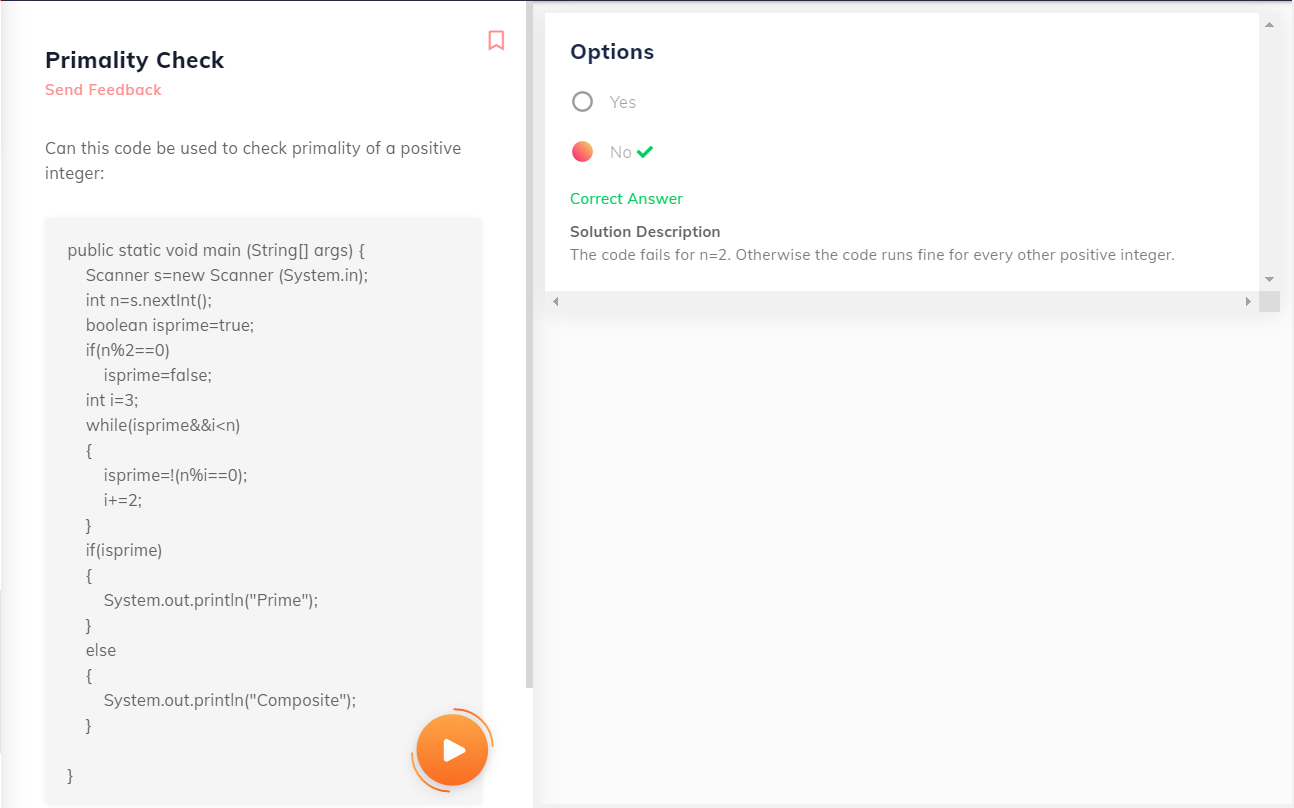 Primality Check
Send Feedback
Can this code be used to check primality of a positive
integer:
public static void main (String[] args) {
Scanner s=new Scanner (System.in);
int n=s.nextInt();
boolean isprime=true;
if(n%2==0)
isprime=false;
int i=3;
while(isprime&&i<n)
{
isprime=!(n%i==0);
i+=2;
}
if(isprime)
{
System.out.println("Prime");
}
else
{
System.out.println("Composite");
}
}
Options
Yes
No
Correct Answer
Solution Description
The code fails for n=2. Otherwise the code runs fine for every other positive integer.